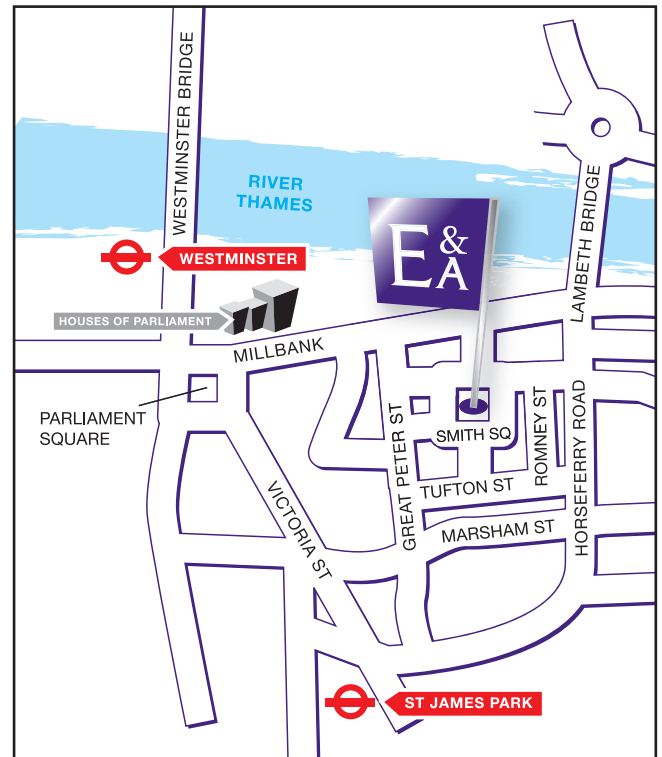 WESTMINSTER BRIDGE
RIVER
THAMES
LAMBETH BRIDGE
E&A
WESTMINSTER
HOUSES OF PARLIAMENT
MILLBANK
PARLIAMENT
SQUARE
GREAT PETER ST
SMITH SQ
ROMNEY ST
HORSEFERRY ROAD
TUFTON ST
VICTORIA ST
MARSHAM ST
ST JAMES PARK